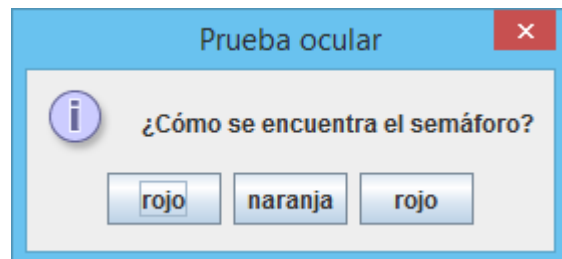 Prueba ocular
¿Cómo se encuentra el semáforo?
rojo naranja rojo